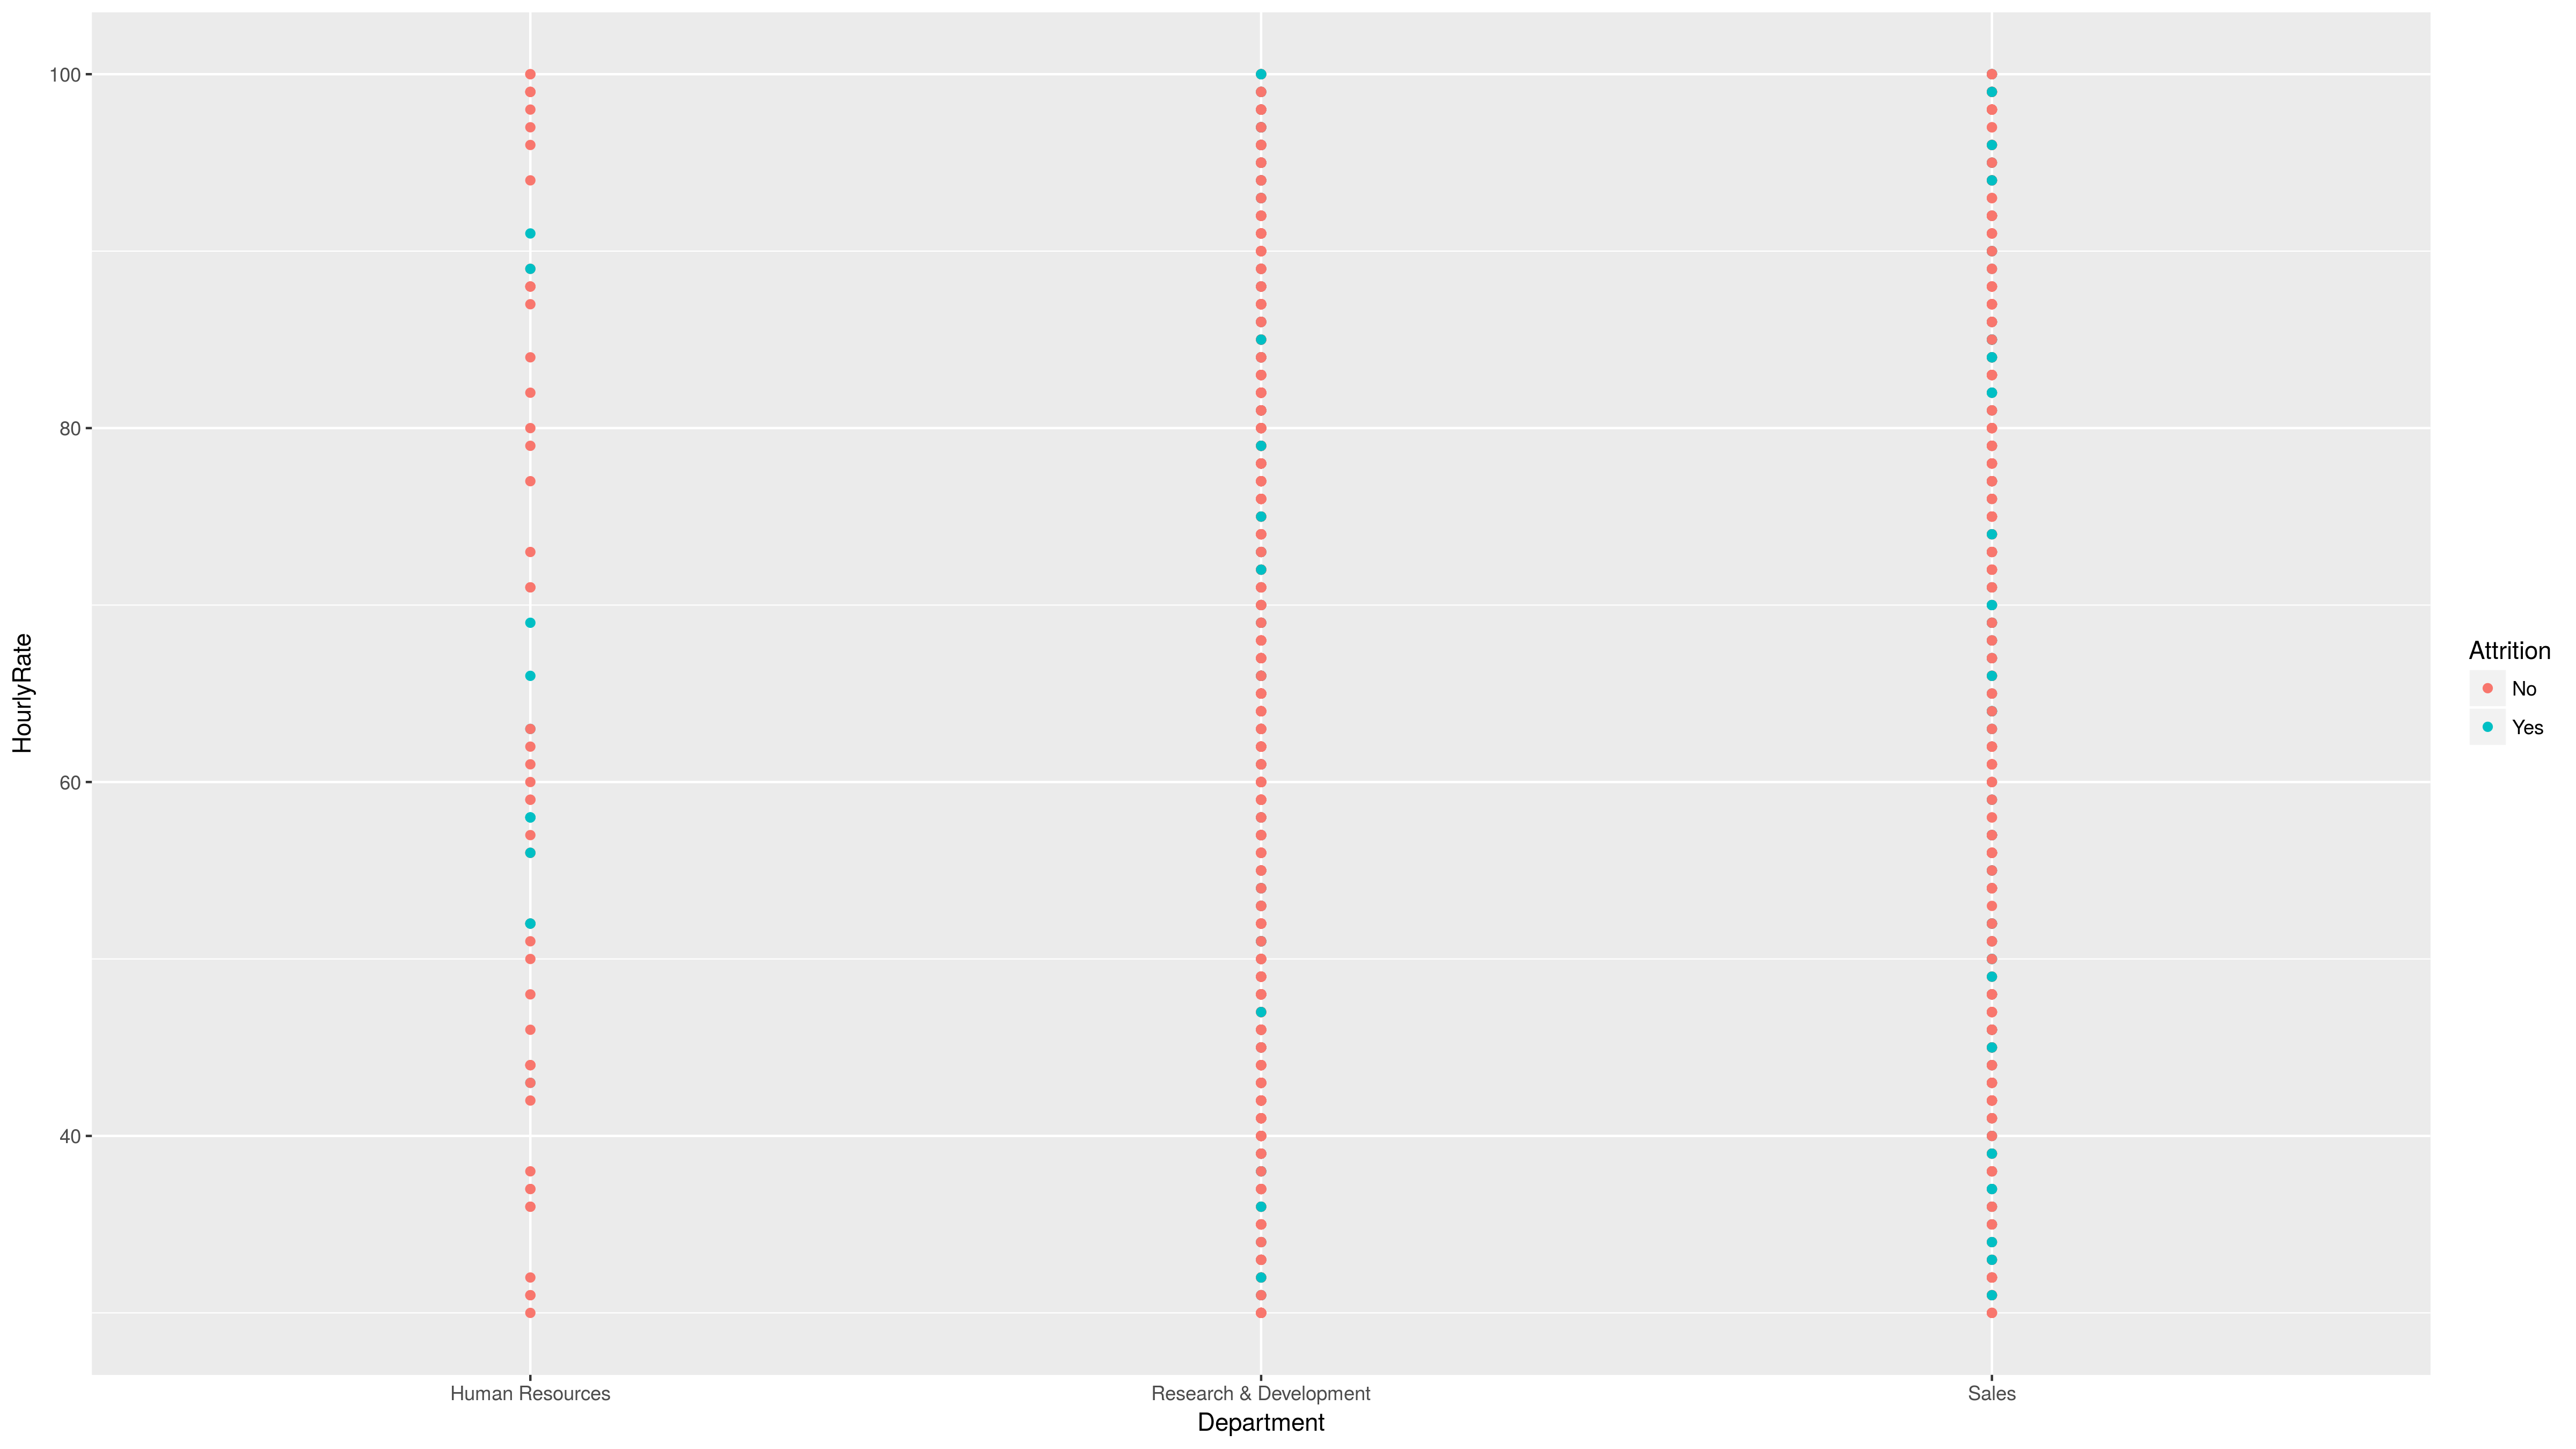 100
80
60
40
HourlyRate
Human Resources
Research & Development
Sales
Department
Attrition
No
Yes